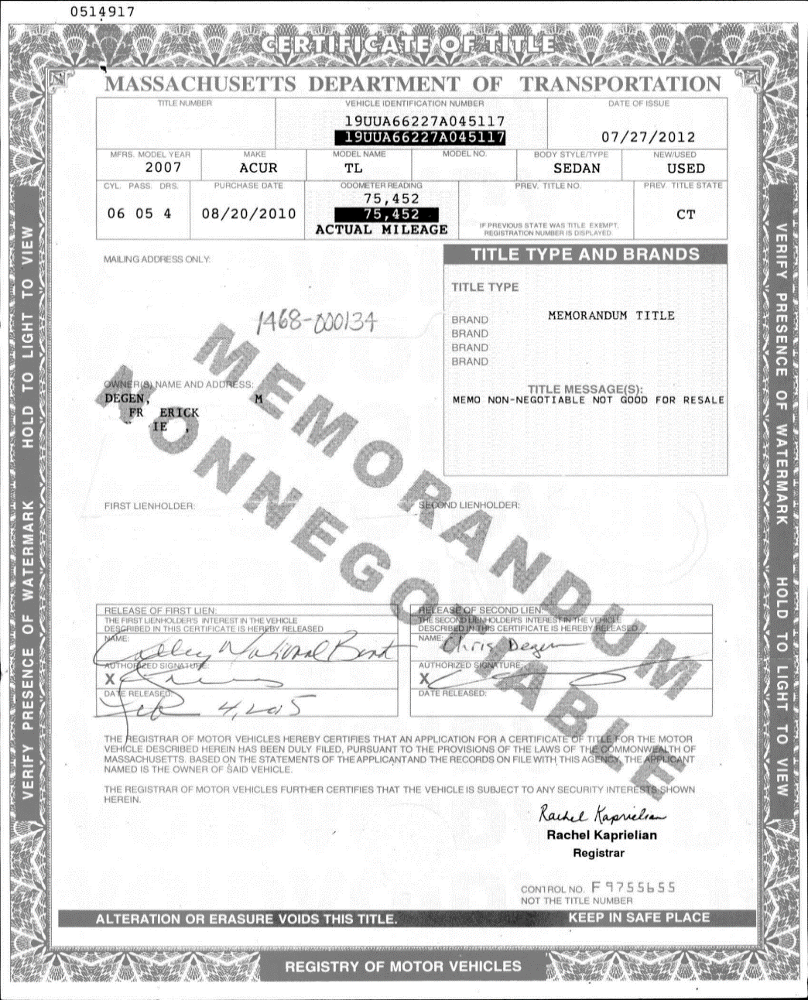 0514917
CERTIFICATE OF TITLE
MASSACHUSETTS DEPARTMENT OF TRANSPORTATION
TITLE NUMBER VEHICLE IDENTIFICATION NUMBER DATE OF ISSUE
19UUA66227A045117
19UUA66227A045117 07/27/2012
MFRS. MODEL YEAR MAKE MODEL NAME MODEL NO. BODY STYLE/TYPE NEW/USED
2007 ACUR TL SEDAN USED
CYL. PASS. DRS. PURCHASE DATE ODOMETER READING PREV. TITLE NO. PREV. TITLE STATE
75,452
06 05 4 08/20/2010 75,452 CT
ACTUAL MILEAGE
IF PREVIOUS STATE WAS TITLE EXEMPT,
REGISTRATION NUMBER IS DISPLAYED.
MAILING ADDRESS ONLY:
TITLE TYPE AND BRANDS
TITLE TYPE
1468-000134
BRAND MEMORANDUM TITLE
BRAND
BRAND
BRAND
OWNER(S) NAME AND ADDRESS:
DEGEN, M
FR ERICK
IE ,
TITLE MESSAGE(S):
MEMO NON-NEGOTIABLE NOT GOOD FOR RESALE
MEMORANDUM
NONNEGOTIABLE
FIRST LIENHOLDER: SECOND LIENHOLDER:
RELEASE OF FIRST LIEN:
THE FIRST LIENHOLDER'S INTEREST IN THE VEHICLE
DESCRIBED IN THIS CERTIFICATE IS HEREBY RELEASED
NAME:
National Bank
AUTHORIZED SIGNATURE:
X
DATE RELEASED:
4, 2015
RELEASE OF SECOND LIEN:
THE SECOND LIENHOLDER'S INTEREST IN THE VEHICLE
DESCRIBED IN THIS CERTIFICATE IS HEREBY RELEASED
NAME: Chris Degen
AUTHORIZED SIGNATURE:
X
DATE RELEASED:
THE REGISTRAR OF MOTOR VEHICLES HEREBY CERTIFIES THAT AN APPLICATION FOR A CERTIFICATE OF TITLE FOR THE MOTOR
VEHICLE DESCRIBED HEREIN HAS BEEN DULY FILED, PURSUANT TO THE PROVISIONS OF THE LAWS OF THE COMMONWEALTH OF
MASSACHUSETTS. BASED ON THE STATEMENTS OF THE APPLICANT AND THE RECORDS ON FILE WITH THIS AGENCY, THE APPLICANT
NAMED IS THE OWNER OF SAID VEHICLE.
THE REGISTRAR OF MOTOR VEHICLES FURTHER CERTIFIES THAT THE VEHICLE IS SUBJECT TO ANY SECURITY INTERESTS SHOWN
HEREIN.
Rachel Kaprielian
Rachel Kaprielian
Registrar
CONTROL NO. F9755655
NOT THE TITLE NUMBER
ALTERATION OR ERASURE VOIDS THIS TITLE. KEEP IN SAFE PLACE
REGISTRY OF MOTOR VEHICLES
VERIFY PRESENCE OF WATERMARK HOLD TO LIGHT TO VIEW
VERIFY PRESENCE OF WATERMARK HOLD TO LIGHT TO VIEW